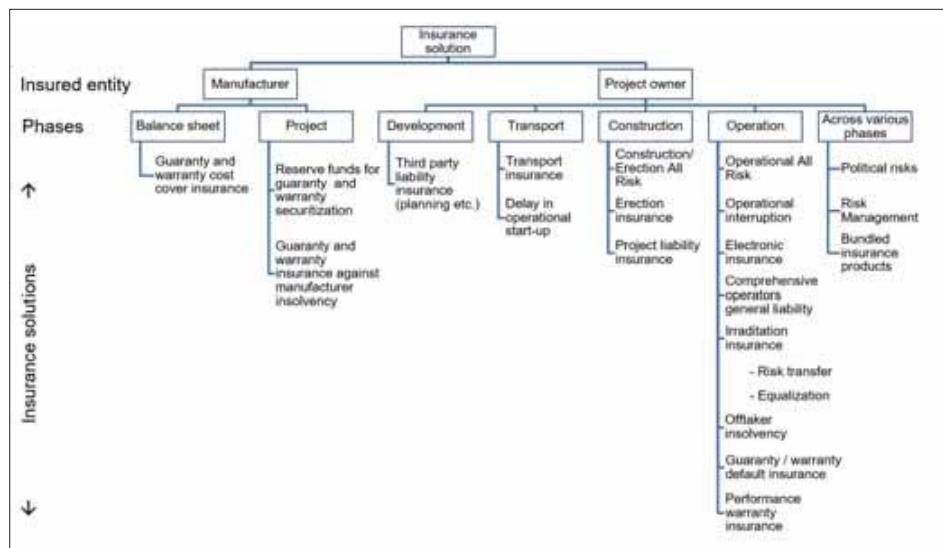 Insurance
solution
Insured entity
Manufacturer
Project owner
Phases
Balance sheet
Project
Development
Transport
Construction
Operation
Across various
phases
Guaranty and
warranty cost
cover insurance
Reserve funds for
guaranty and
warranty
securitization
Guaranty and
warranty
insurance against
manufacturer
insolvency
Third party
liability
insurance
(planning etc.)
Transport
insurance
Delay in
operational
start-up
Construction/
Erection All
Risk
Erection
insurance
Project liability
insurance
Operational All
Risk
Operational
interruption
Electronic
insurance
Comprehensive
operators
general liability
Irraditation
insurance
- Risk transfer
- Equalization
Offtaker
insolvency
Guaranty / warranty
default insurance
Performance
warranty
insurance
Political risks
Risk
Management
Bundled
insurance
products
Insurance solutions